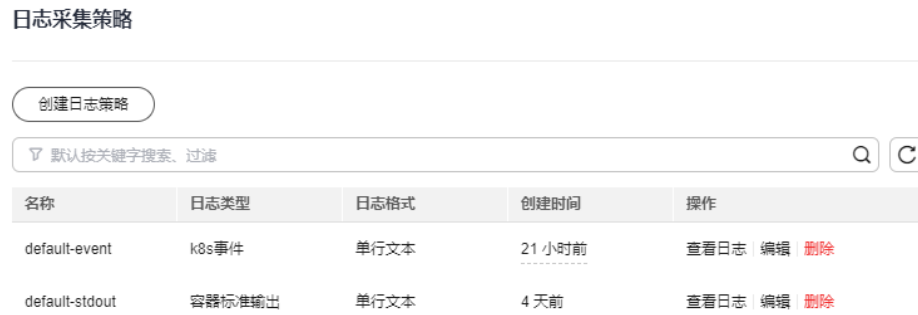 日志采集策略
创建日志策略
默认按关键字搜索、过滤
名称 日志类型 日志格式 创建时间 操作
default-event k8s事件 单行文本 21 小时前 查看日志 编辑 删除
default-stdout 容器标准输出 单行文本 4 天前 查看日志 编辑 删除